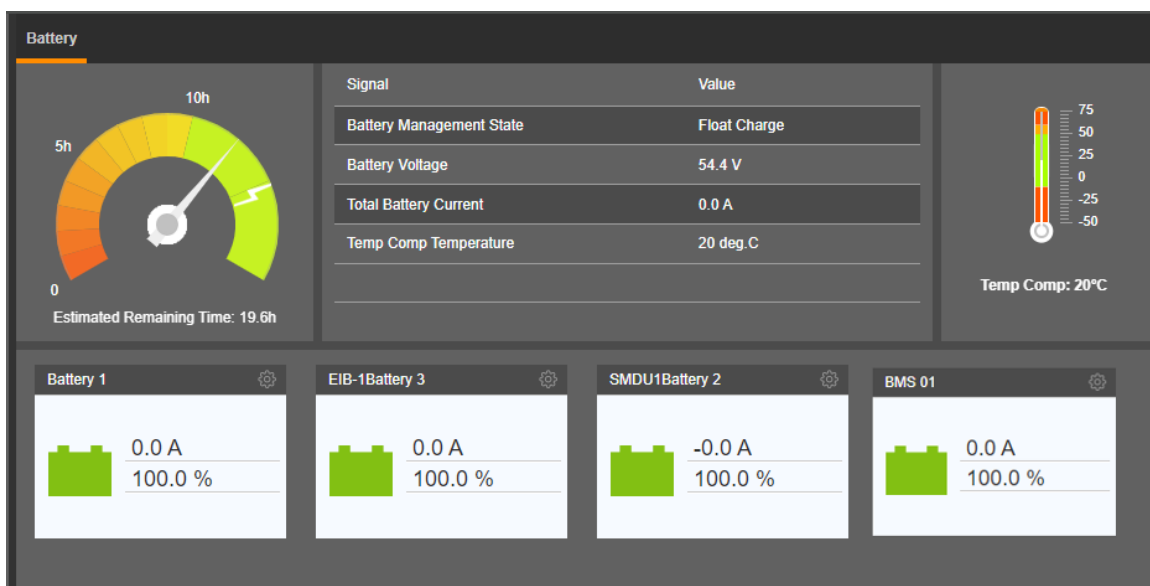 Battery
10h
5h
0
Estimated Remaining Time: 19.6h
Signal Value
Battery Management State Float Charge
Battery Voltage 54.4 V
Total Battery Current 0.0 A
Temp Comp Temperature 20 deg.C
75
50
25
0
-25
-50
Temp Comp: 20°C
Battery 1
0.0 A
100.0 %
EIB-1Battery 3
0.0 A
100.0 %
SMDU1Battery 2
-0.0 A
100.0 %
BMS 01
0.0 A
100.0 %